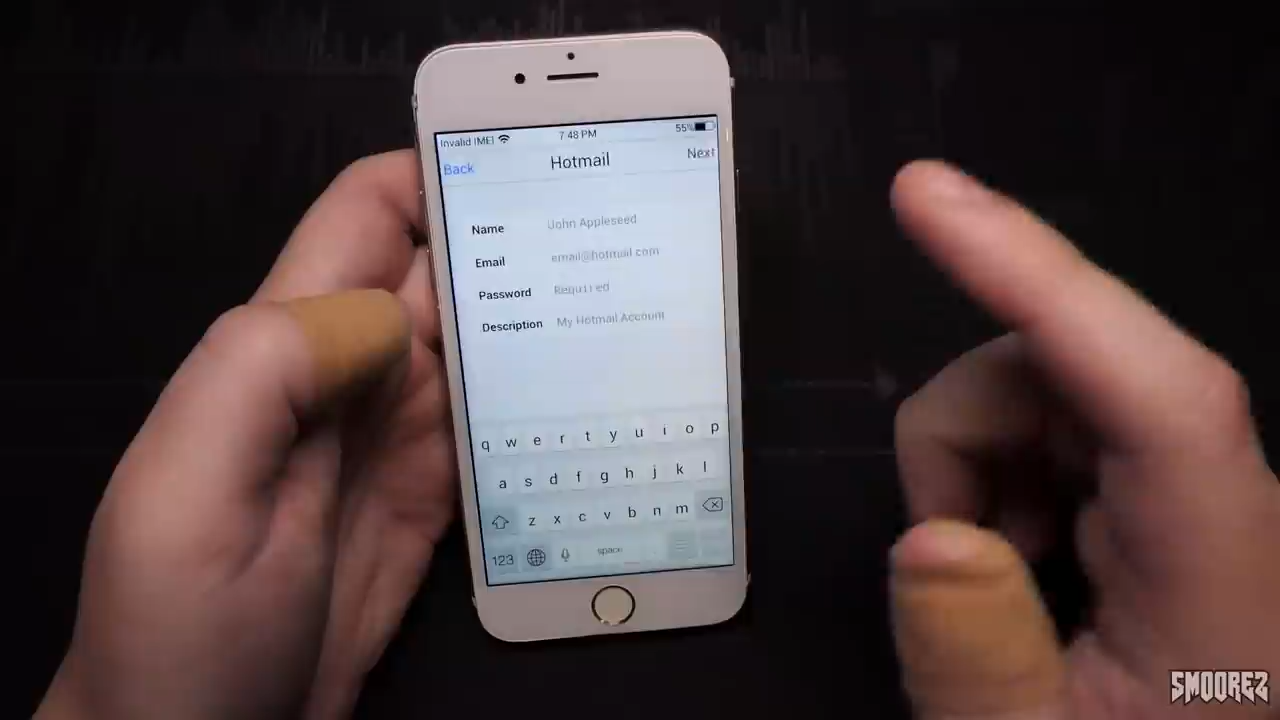 Invalid IMEI 7 48 PM 55%
Back Hotmail Next
Name John Appleseed
Email email@hotmail com
Password Required
Description My Hotmail Account
q w e r t y u i o p
a s d f g h j k l
z x c v b n m
123 space
SMOOREZ